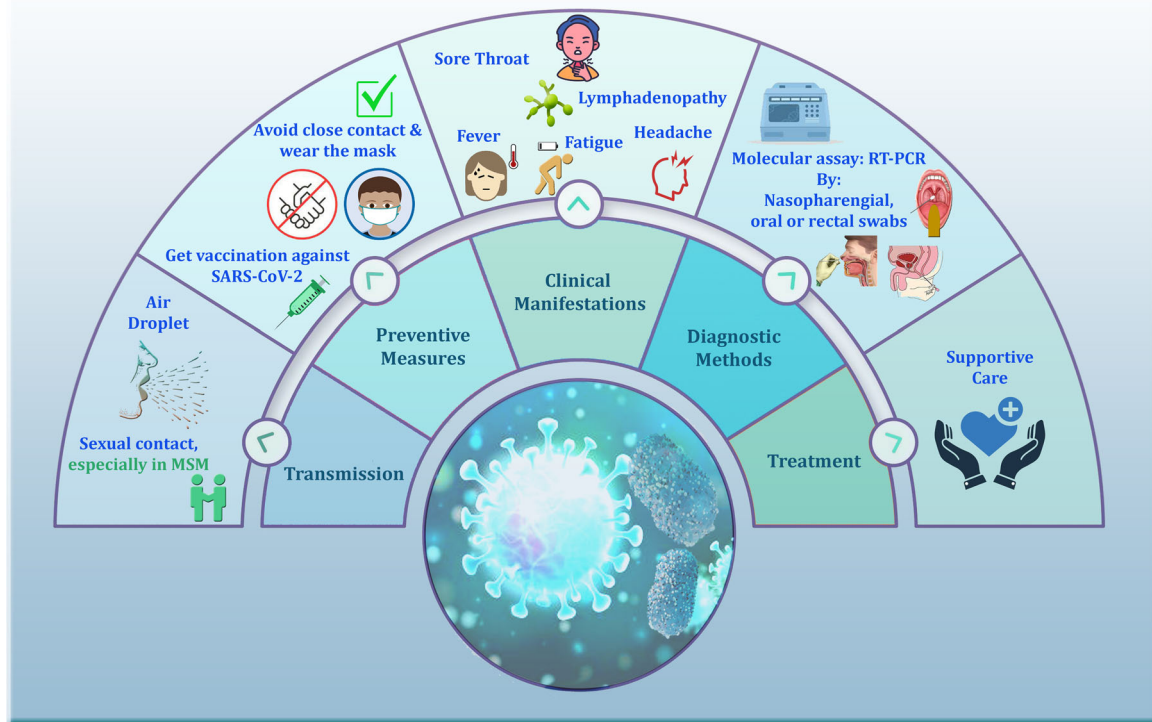 Air
Droplet
Sexual contact,
especially in MSM
Transmission
Avoid close contact &
wear the mask
Get vaccination against
SARS-CoV-2
Preventive
Measures
Sore Throat
Lymphadenopathy
Fever
Fatigue
Headache
Clinical
Manifestations
Molecular assay: RT-PCR
By:
Nasopharengial,
oral or rectal swabs
Diagnostic
Methods
Supportive
Care
Treatment